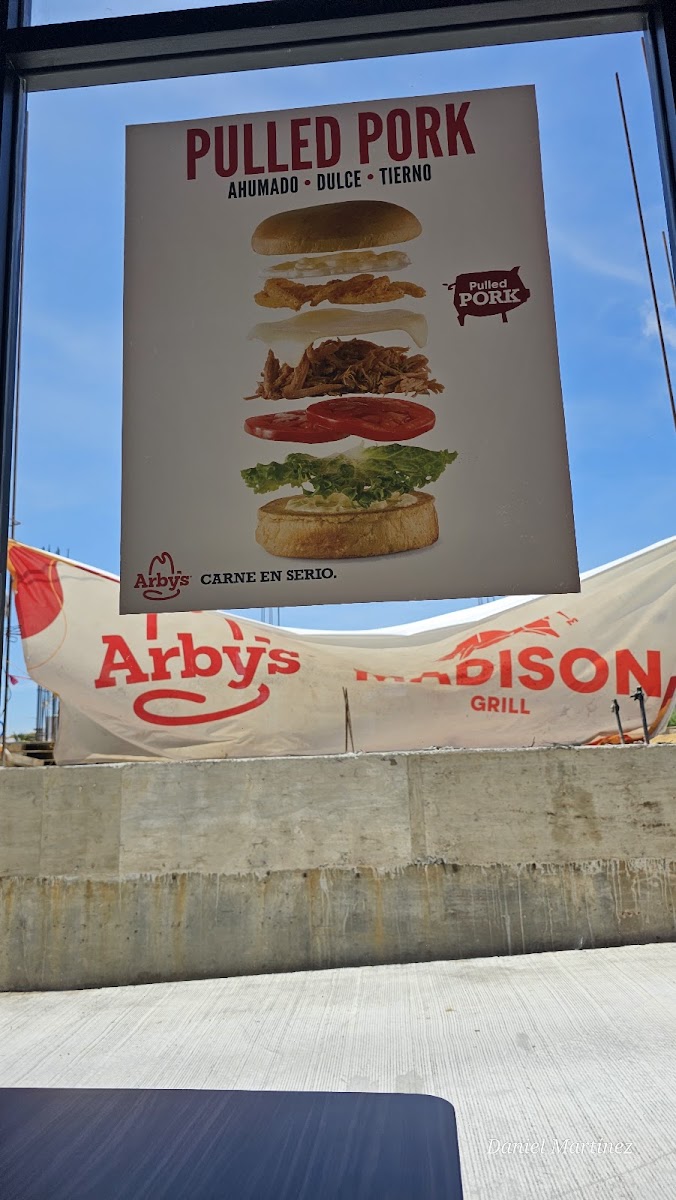 PULLED PORK
AHUMADO • DULCE • TIERNO
Pulled
PORK
Arby's CARNE EN SERIO.
Arby's
MADISON
GRILL
Daniel Martinez